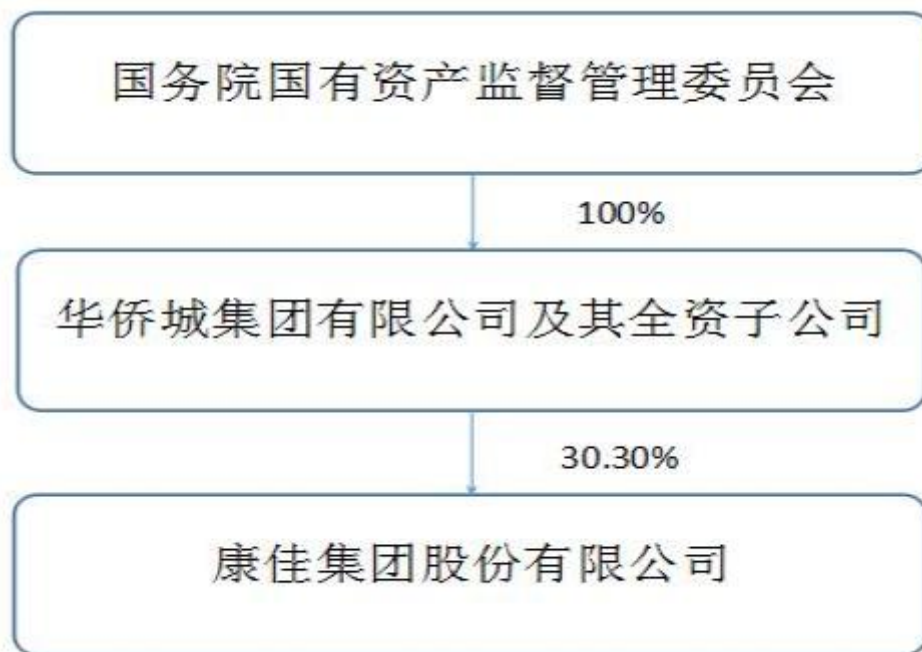 国务院国有资产监督管理委员会
100%
华侨城集团有限公司及其全资子公司
30.30%
康佳集团股份有限公司